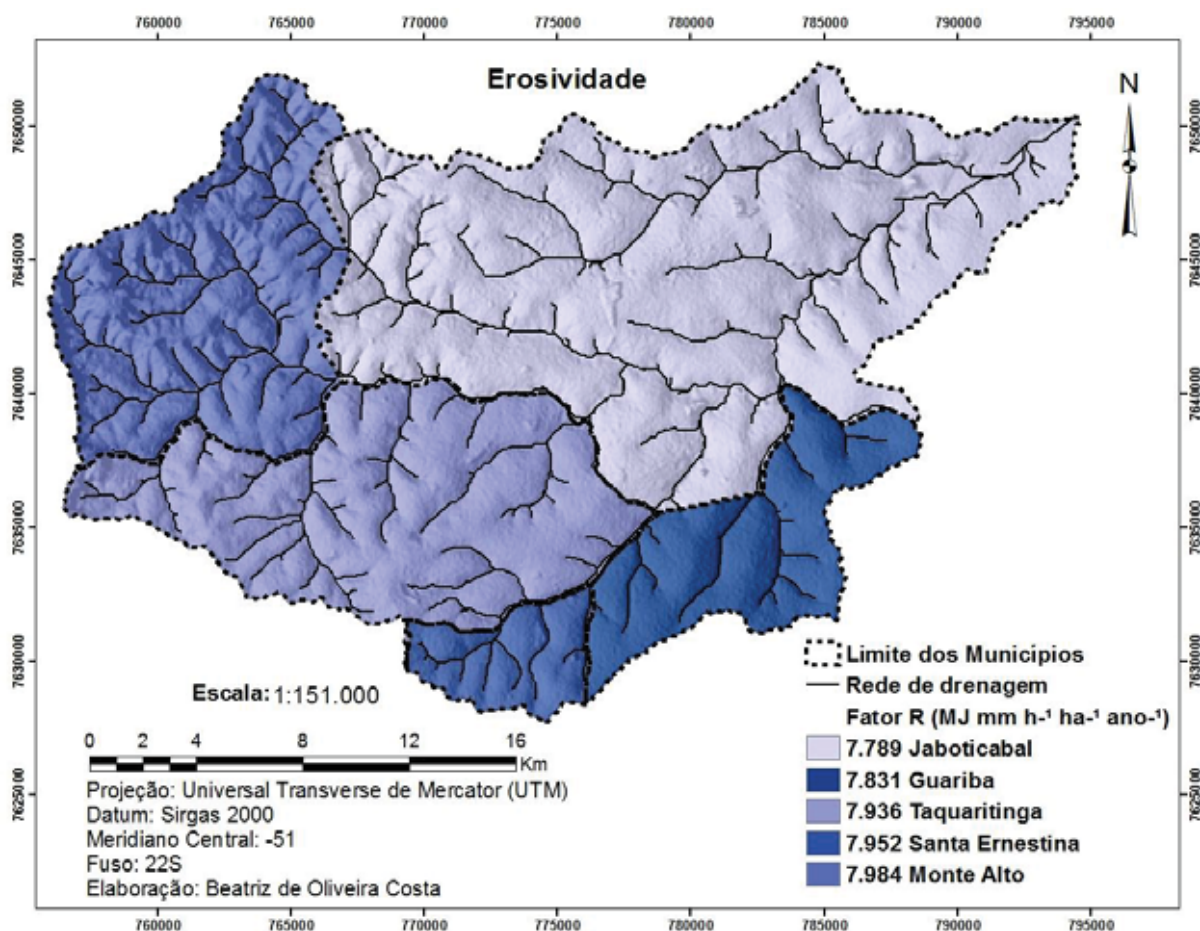 760000 765000 770000 775000 780000 785000 790000 795000
Erosividade
N
7650000 7650000
7645000 7645000
7640000 7640000
7635000 7635000
7630000 7630000
7625000 7625000
Limite dos Municipios
Rede de drenagem
Fator R (MJ mm h-¹ ha-¹ ano-¹)
7.789 Jaboticabal
7.831 Guariba
7.936 Taquaritinga
7.952 Santa Ernestina
7.984 Monte Alto
Escala: 1:151.000
0 2 4 8 12 16
Km
Projeção: Universal Transverse de Mercator (UTM)
Datum: Sirgas 2000
Meridiano Central: -51
Fuso: 22S
Elaboração: Beatriz de Oliveira Costa
760000 765000 770000 775000 780000 785000 790000 795000